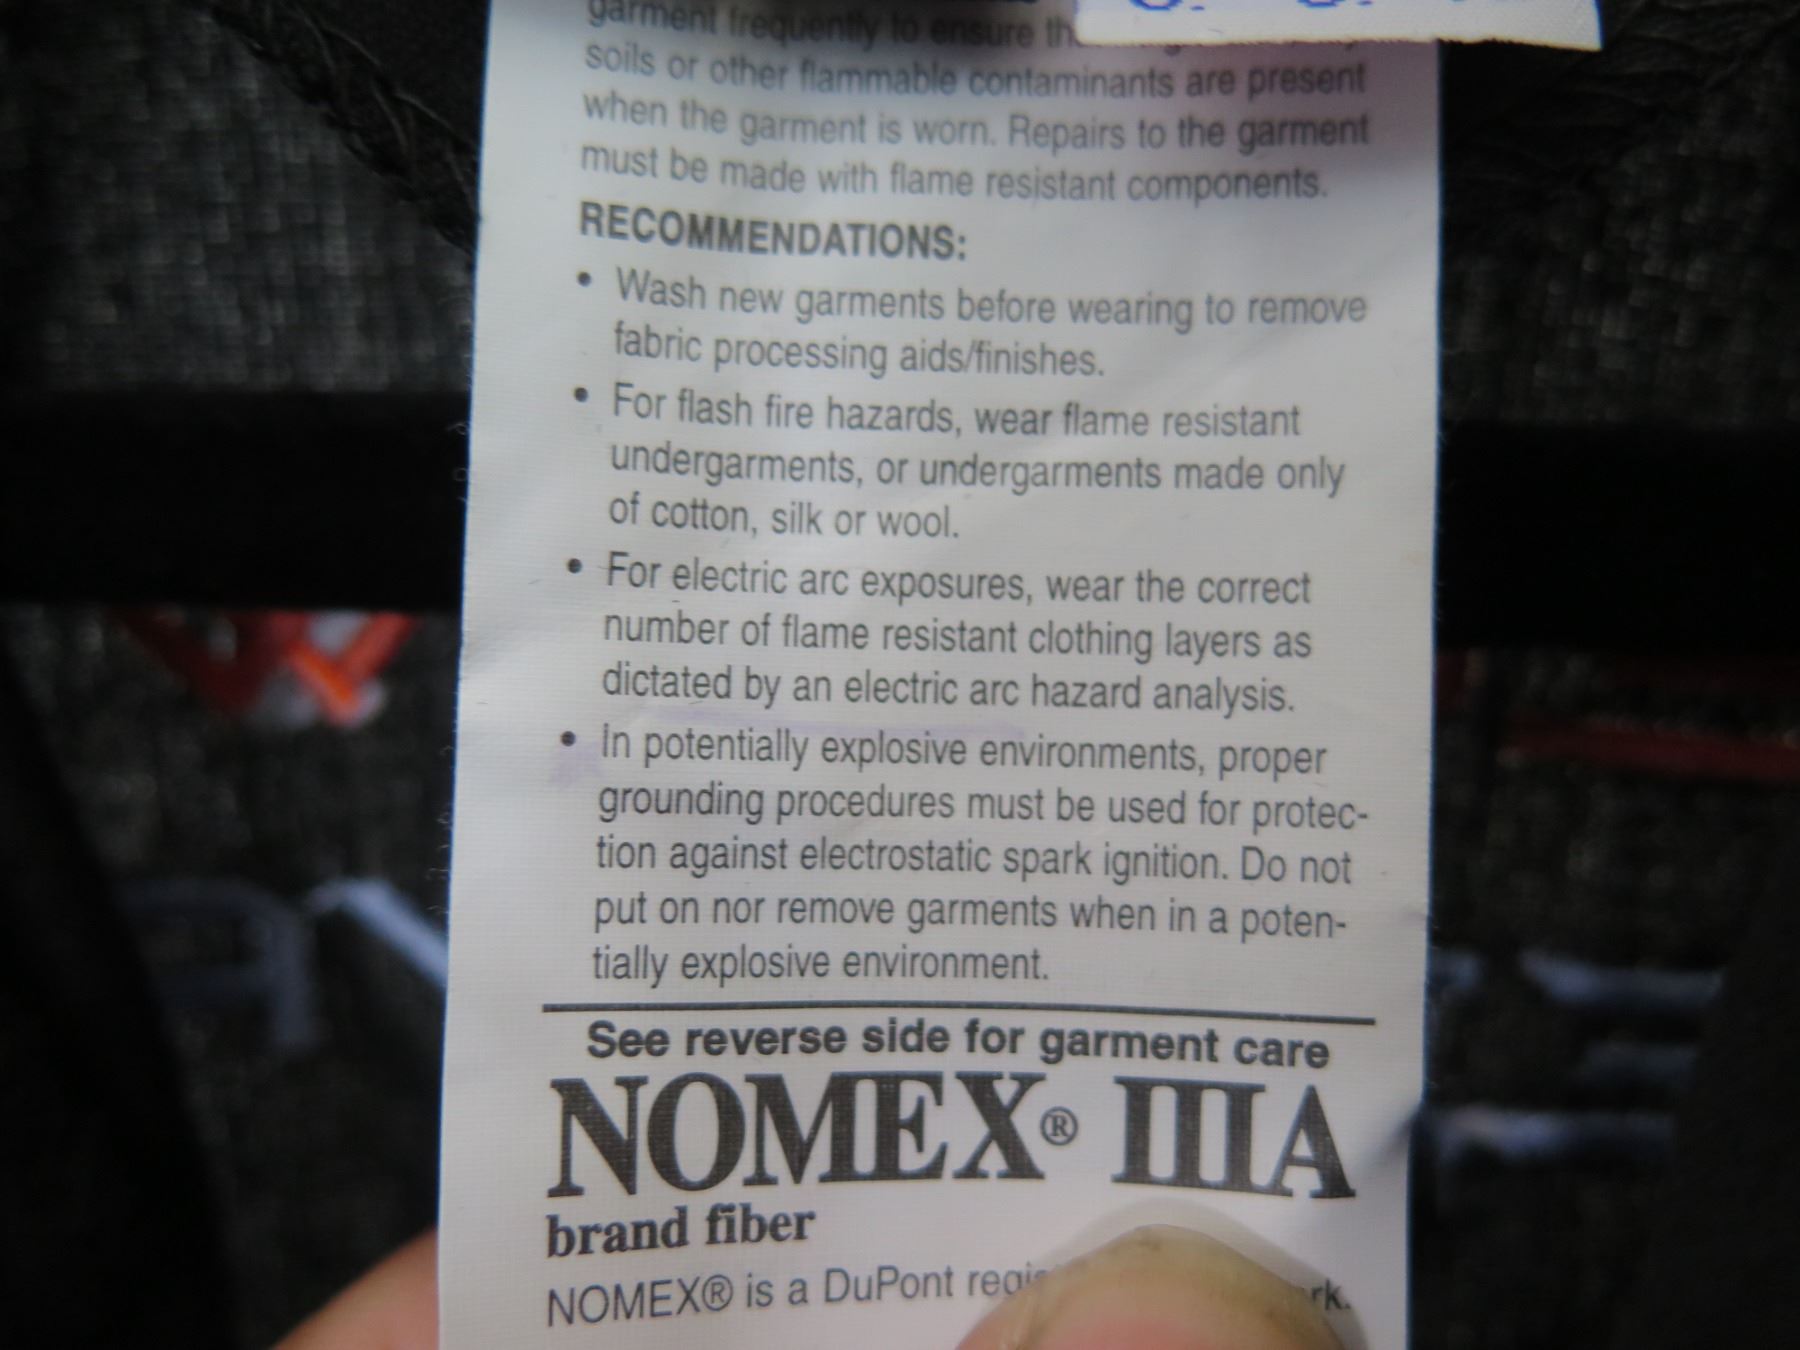 garment frequently to ensure
soils or other flammable contaminants are present
when the garment is worn. Repairs to the garment
must be made with flame resistant components.
RECOMMENDATIONS:
• Wash new garments before wearing to remove
fabric processing aids/finishes.
• For flash fire hazards, wear flame resistant
undergarments, or undergarments made only
of cotton, silk or wool.
• For electric arc exposures, wear the correct
number of flame resistant clothing layers as
dictated by an electric arc hazard analysis.
• In potentially explosive environments, proper
grounding procedures must be used for protec-
tion against electrostatic spark ignition. Do not
put on nor remove garments when in a poten-
tially explosive environment.
See reverse side for garment care
NOMEX® IIIA
brand fiber
NOMEX® is a DuPont